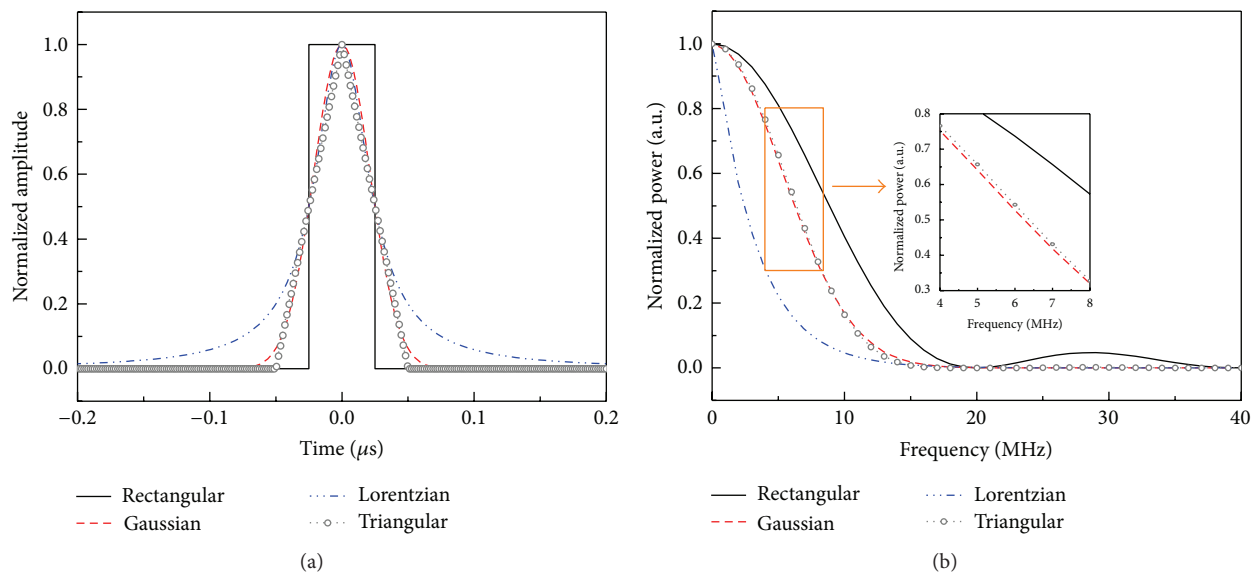 1.0
0.8
0.6
0.4
0.2
0.0
Normalized amplitude
−0.2
−0.1
0.0
0.1
0.2
Time (μs)
Rectangular
Gaussian
Lorentzian
Triangular
(a)
1.0
0.8
0.6
0.4
0.2
0.0
Normalized power (a.u.)
0
10
20
30
40
Frequency (MHz)
0.8
0.7
0.6
0.5
0.4
0.3
Normalized power (a.u.)
4
5
6
7
8
Frequency (MHz)
Rectangular
Gaussian
Lorentzian
Triangular
(b)